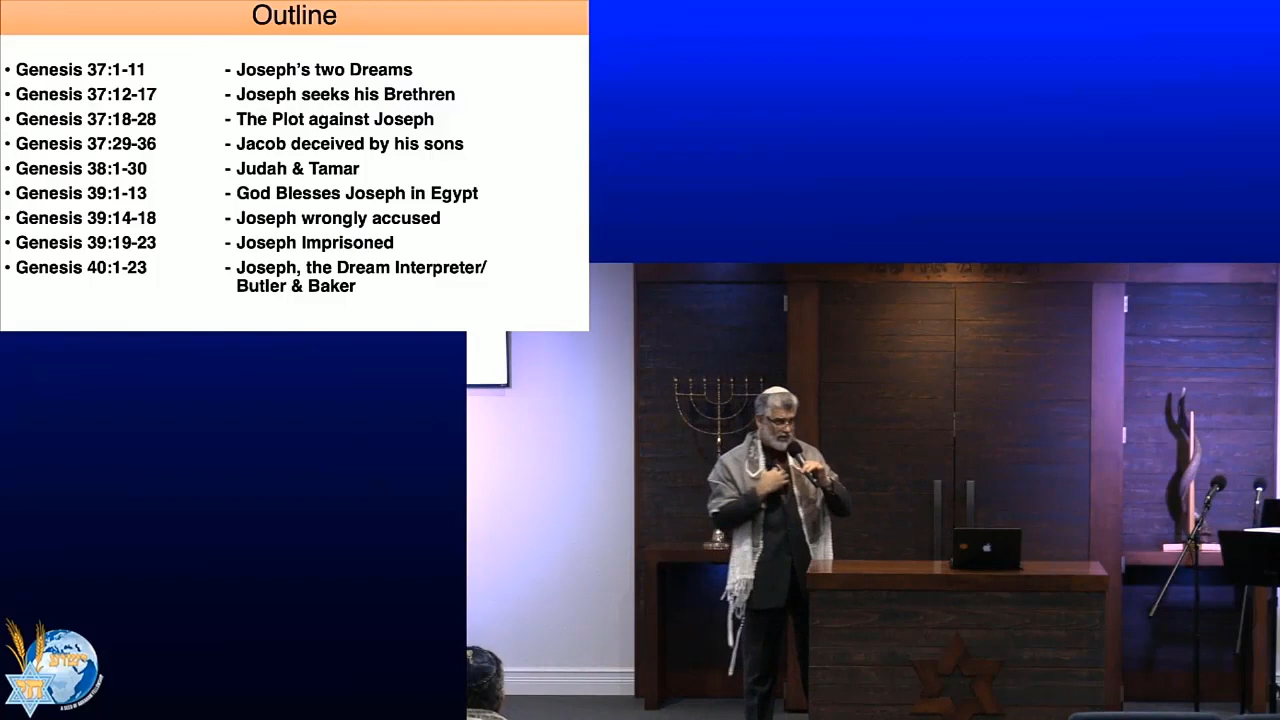 Outline
• Genesis 37:1-11 - Joseph's two Dreams
• Genesis 37:12-17 - Joseph seeks his Brethren
• Genesis 37:18-28 - The Plot against Joseph
• Genesis 37:29-36 - Jacob deceived by his sons
• Genesis 38:1-30 - Judah & Tamar
• Genesis 39:1-13 - God Blesses Joseph in Egypt
• Genesis 39:14-18 - Joseph wrongly accused
• Genesis 39:19-23 - Joseph Imprisoned
• Genesis 40:1-23 - Joseph, the Dream Interpreter/
Butler & Baker